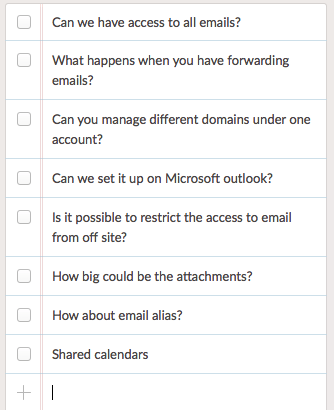 Can we have access to all emails?
What happens when you have forwarding
emails?
Can you manage different domains under one
account?
Can we set it up on Microsoft outlook?
Is it possible to restrict the access to email
from off site?
How big could be the attachments?
How about email alias?
Shared calendars